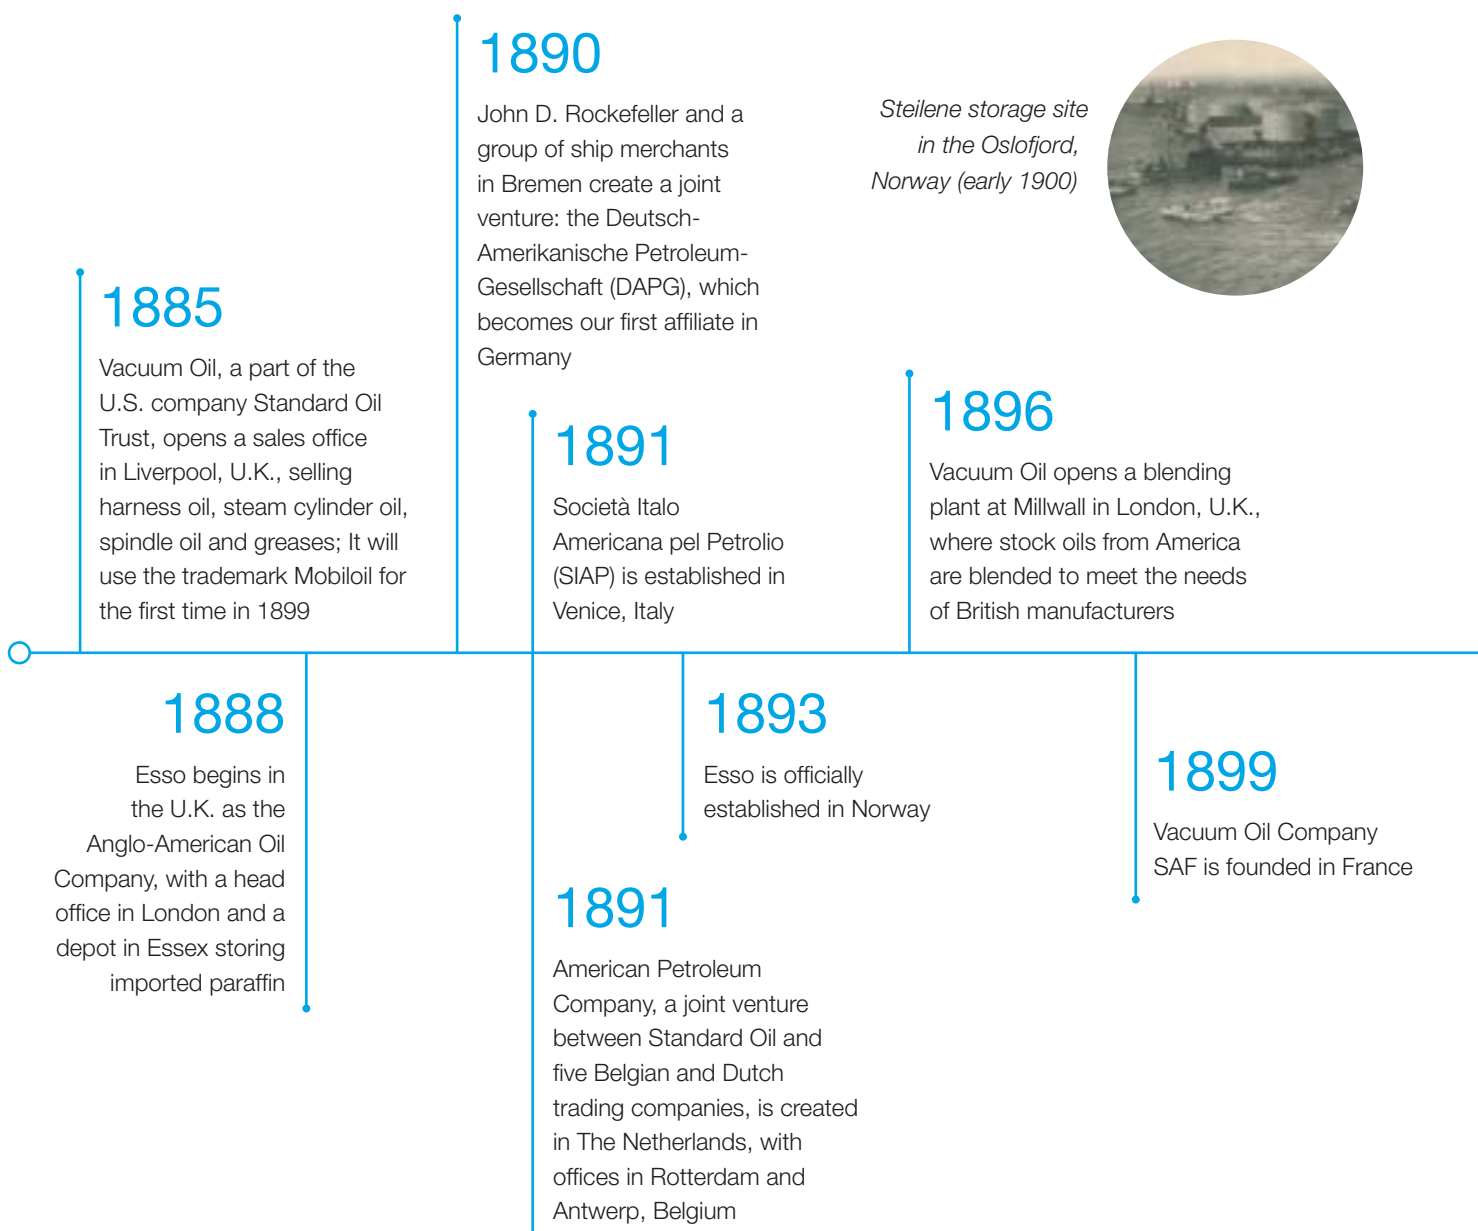 1890
John D. Rockefeller and a
group of ship merchants
in Bremen create a joint
venture: the Deutsch-
Amerikanische Petroleum-
Gesellschaft (DAPG), which
becomes our first affiliate in
Germany
Steilene storage site
in the Oslofjord,
Norway (early 1900)
1885
Vacuum Oil, a part of the
U.S. company Standard Oil
Trust, opens a sales office
in Liverpool, U.K., selling
harness oil, steam cylinder oil,
spindle oil and greases; It will
use the trademark Mobiloil for
the first time in 1899
1891
Società Italo
Americana pel Petrolio
(SIAP) is established in
Venice, Italy
1896
Vacuum Oil opens a blending
plant at Millwall in London, U.K.,
where stock oils from America
are blended to meet the needs
of British manufacturers
1888
Esso begins in
the U.K. as the
Anglo-American Oil
Company, with a head
office in London and a
depot in Essex storing
imported paraffin
1893
Esso is officially
established in Norway
1899
Vacuum Oil Company
SAF is founded in France
1891
American Petroleum
Company, a joint venture
between Standard Oil and
five Belgian and Dutch
trading companies, is created
in The Netherlands, with
offices in Rotterdam and
Antwerp, Belgium